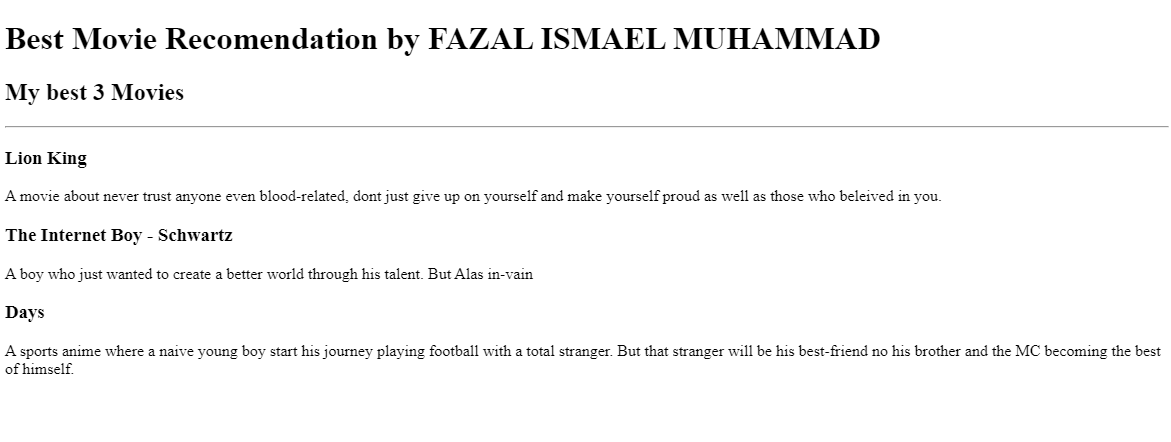 Best Movie Recomendation by FAZAL ISMAEL MUHAMMAD
My best 3 Movies
Lion King
A movie about never trust anyone even blood-related, dont just give up on yourself and make yourself proud as well as those who beleived in you.
The Internet Boy - Schwartz
A boy who just wanted to create a better world through his talent. But Alas in-vain
Days
A sports anime where a naive young boy start his journey playing football with a total stranger. But that stranger will be his best-friend no his brother and the MC becoming the best
of himself.